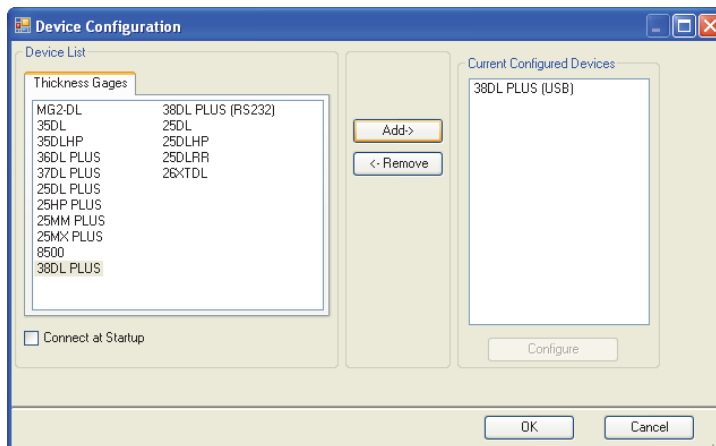 Device Configuration
Device List
Thickness Gages
MG2-DL
35DL
35DLHP
36DL PLUS
37DL PLUS
25DL PLUS
25HP PLUS
25MM PLUS
25MX PLUS
8500
38DL PLUS
38DL PLUS (RS232)
25DL
25DLHP
25DLRR
26XTDL
Connect at Startup
Add->
<- Remove
Current Configured Devices
38DL PLUS (USB)
Configure
OK
Cancel